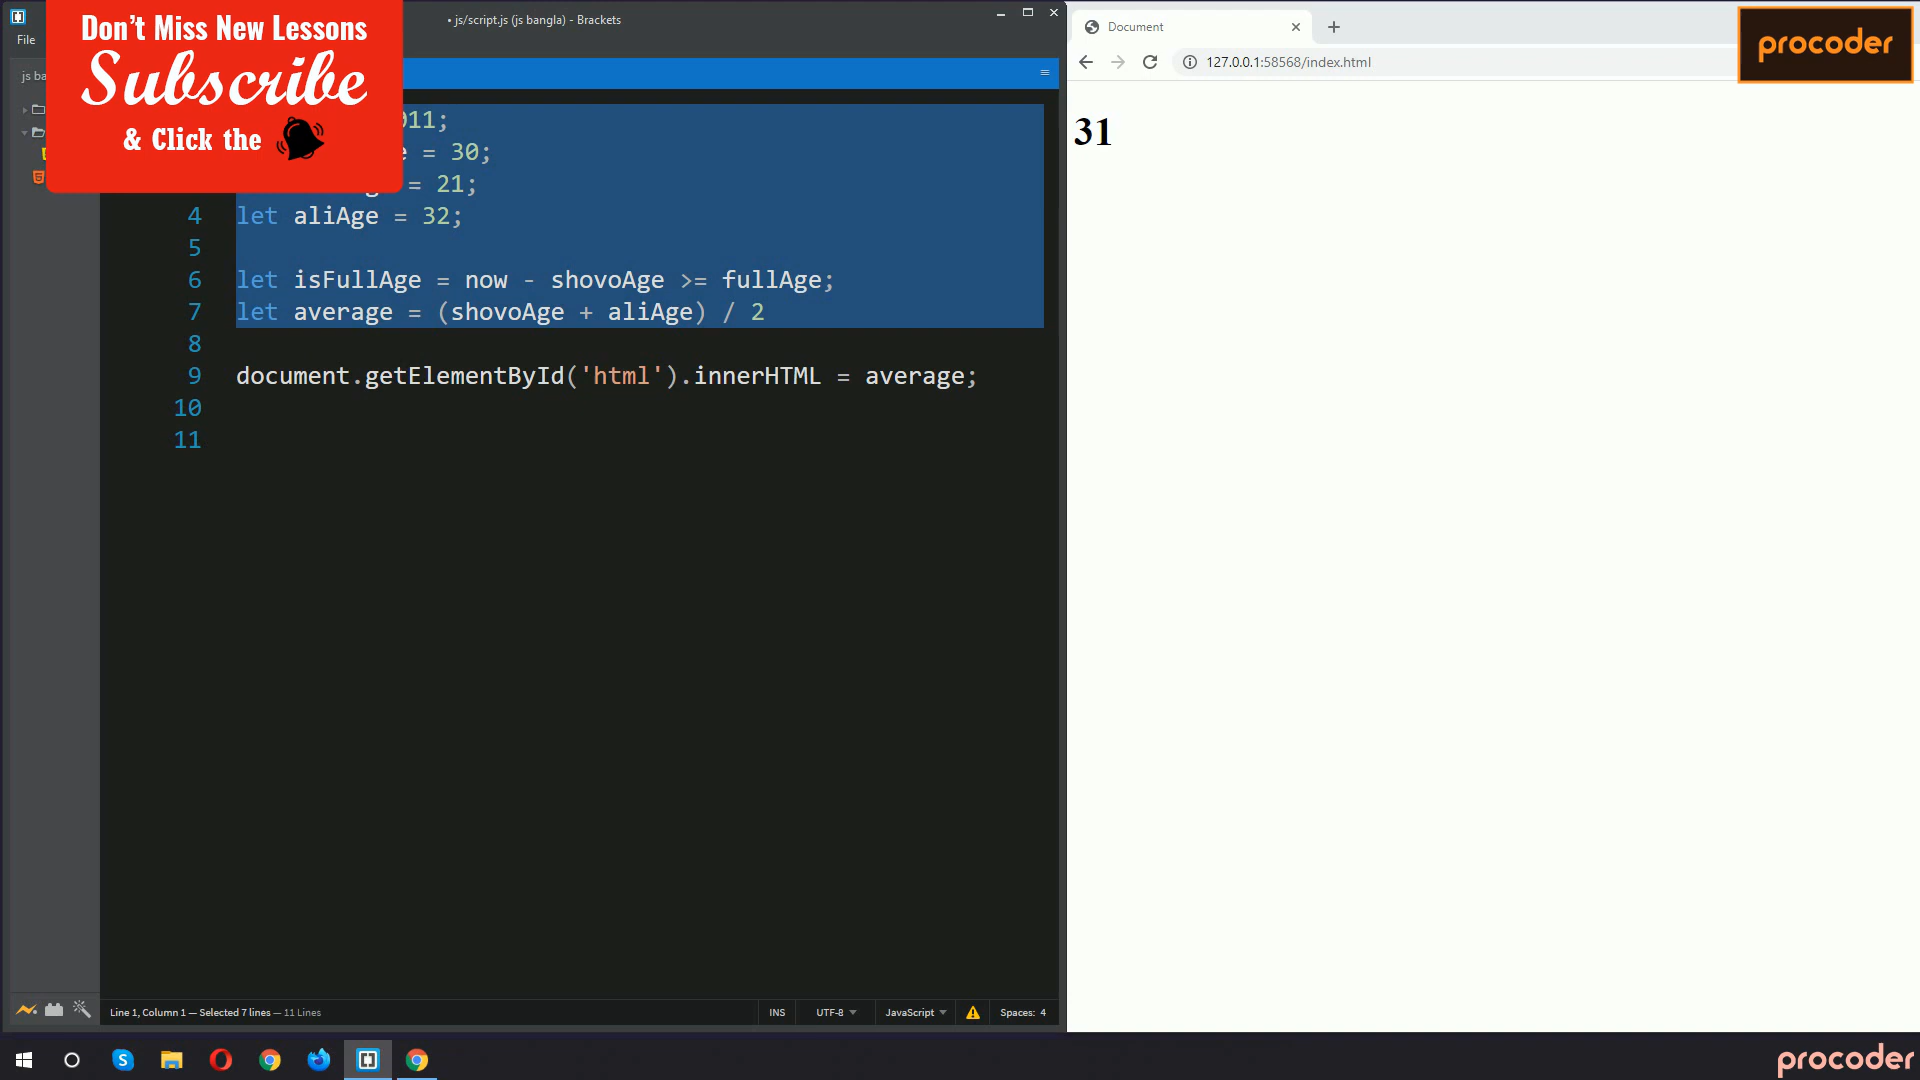 Don't Miss New Lessons
Subscribe
& Click the
• js/script.js (js bangla) - Brackets
File
js ba
011;
= 30;
= 21;
4 let aliAge = 32;
5
6 let isFullAge = now - shovoAge >= fullAge;
7 let average = (shovoAge + aliAge) / 2
8
9 document.getElementById('html').innerHTML = average;
10
11
Line 1, Column 1 — Selected 7 lines — 11 Lines
INS
UTF-8
JavaScript
Spaces: 4
Document
127.0.0.1:58568/index.html
procoder
31
procoder